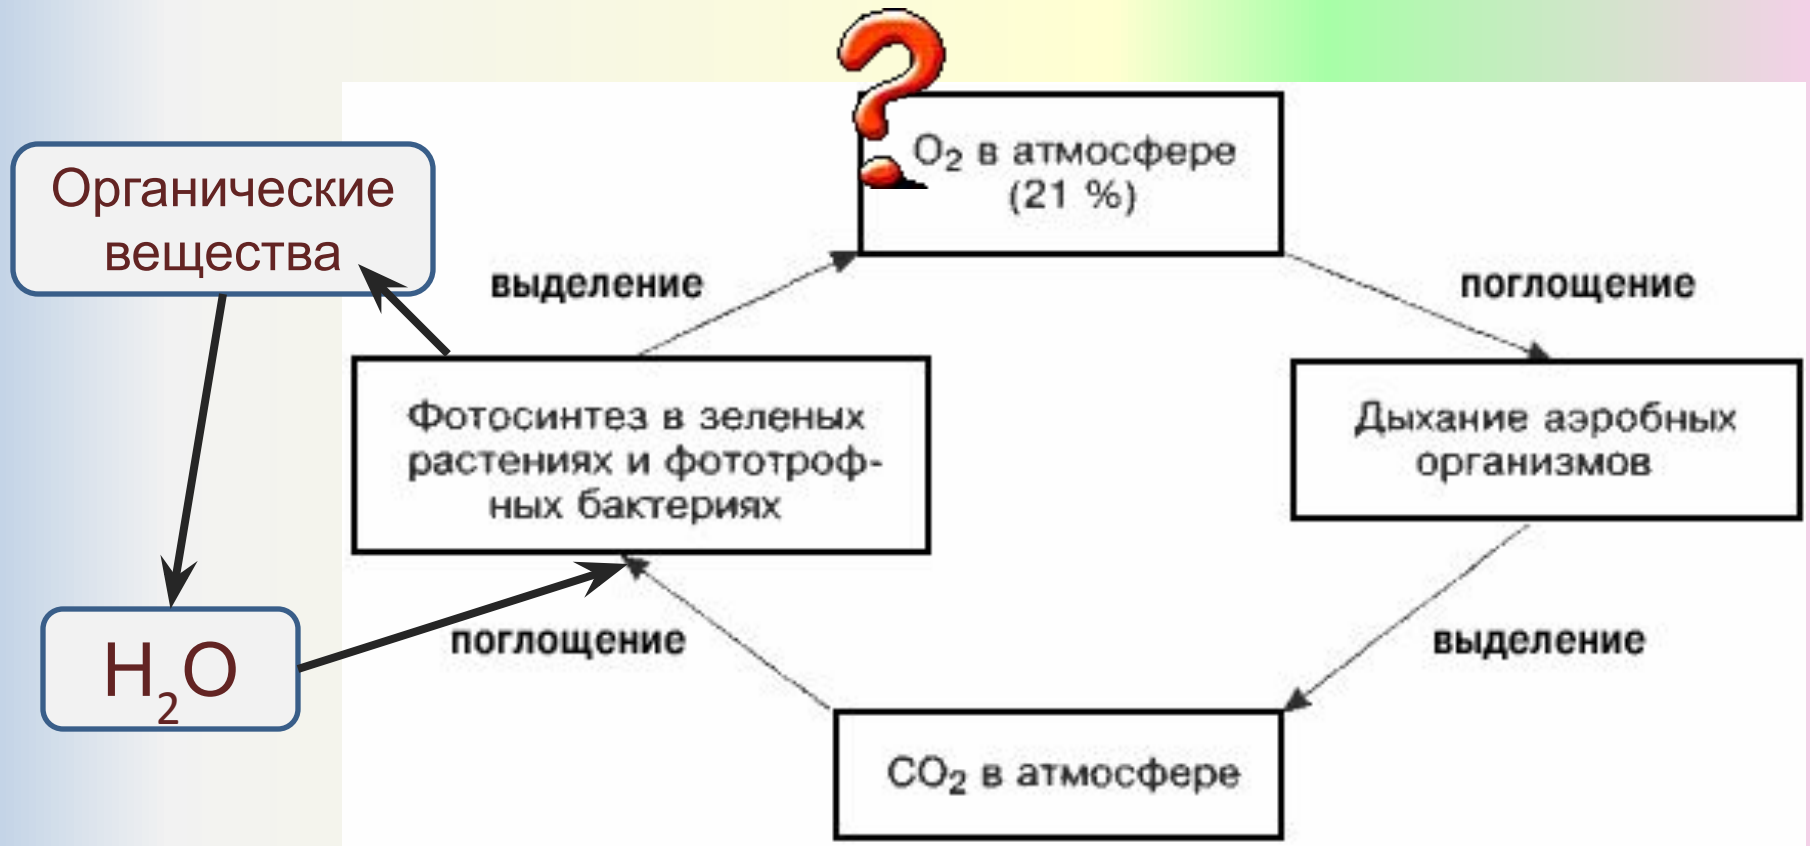 ?
O₂ в атмосфере
(21 %)
Органические
вещества
выделение
поглощение
Фотосинтез в зеленых
растениях и фототроф-
ных бактериях
Дыхание аэробных
организмов
H₂O
поглощение
выделение
CO₂ в атмосфере